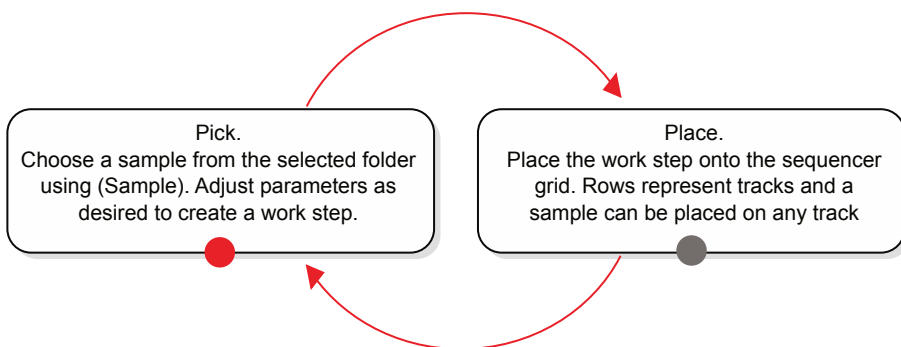 Pick.
Choose a sample from the selected folder
using (Sample). Adjust parameters as
desired to create a work step.
Place.
Place the work step onto the sequencer
grid. Rows represent tracks and a
sample can be placed on any track